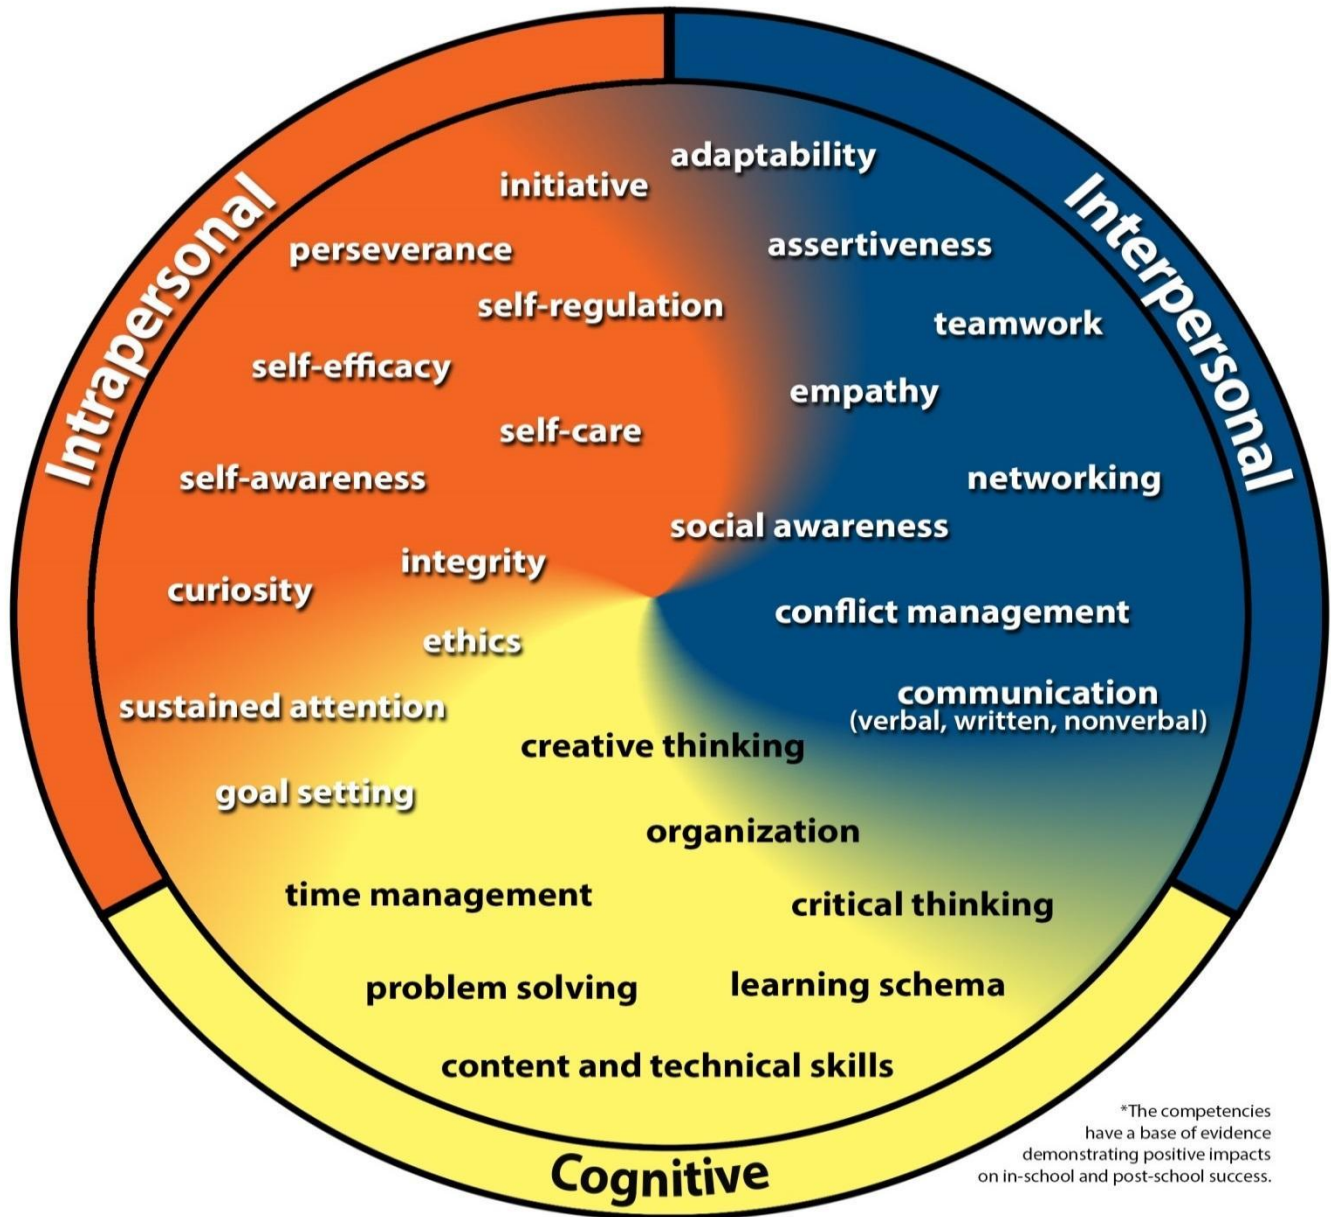 Intrapersonal
initiative
perseverance
self-regulation
self-efficacy
self-care
self-awareness
integrity
curiosity
ethics
sustained attention
goal setting
Interpersonal
adaptability
assertiveness
teamwork
empathy
networking
social awareness
conflict management
communication
(verbal, written, nonverbal)
creative thinking
organization
time management
critical thinking
problem solving
learning schema
content and technical skills
Cognitive
*The competencies
have a base of evidence
demonstrating positive impacts
on in-school and post-school success.